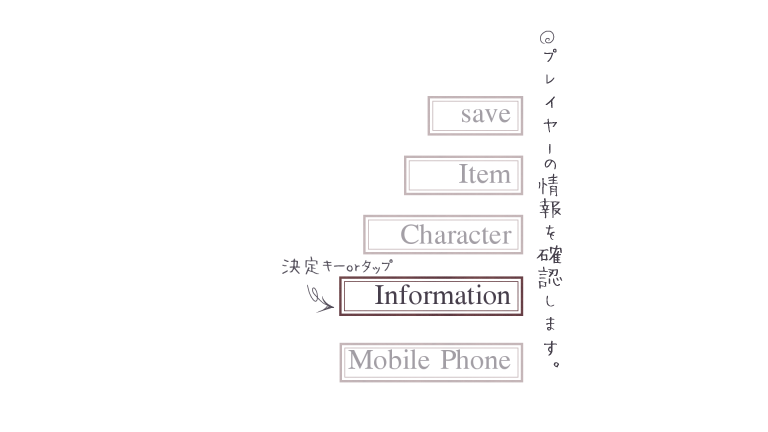 プレイヤーの情報を確認します。
save
Item
Character
決定キーorタップ
Information
Mobile Phone